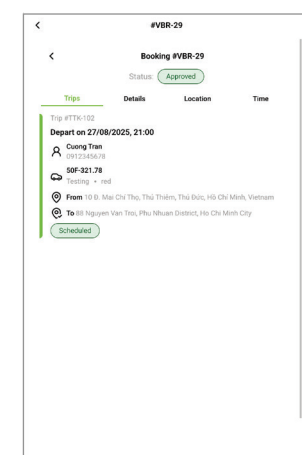 #VBR-29
Booking #VBR-29
Status: Approved
Trips Details Location Time
Trip #TTK-102
Depart on 27/08/2025, 21:00
Cuong Tran
0912345678
50F-321.78
Testing • red
From 10 Đ. Mai Chí Thọ, Thủ Thiêm, Thủ Đức, Hồ Chí Minh, Vietnam
To 88 Nguyen Van Troi, Phu Nhuan District, Ho Chi Minh City
Scheduled